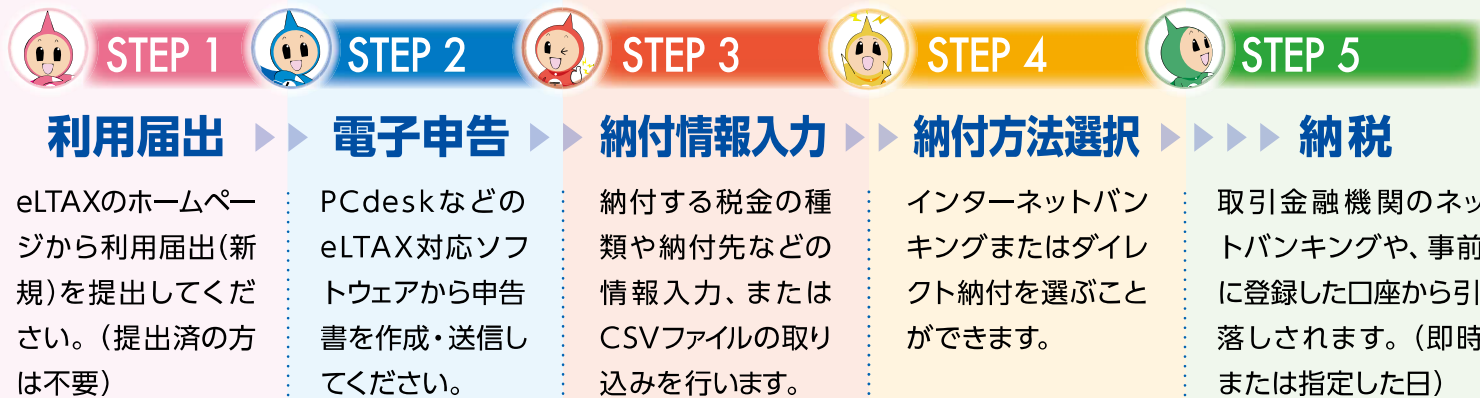 STEP 1
利用届出
eLTAXのホームペー
ジから利用届出(新
規)を提出してくだ
さい。(提出済の方
は不要)
STEP 2
電子申告
PCdeskなどの
eLTAX対応ソフ
トウェアから申告
書を作成・送信し
てください。
STEP 3
納付情報入力
納付する税金の種
類や納付先などの
情報入力、または
CSVファイルの取り
込みを行います。
STEP 4
納付方法選択
インターネットバン
キングまたはダイレ
クト納付を選ぶこと
ができます。
STEP 5
納税
取引金融機関のネッ
トバンキングや、事前
に登録した口座から引
落しされます。(即時
または指定した日)